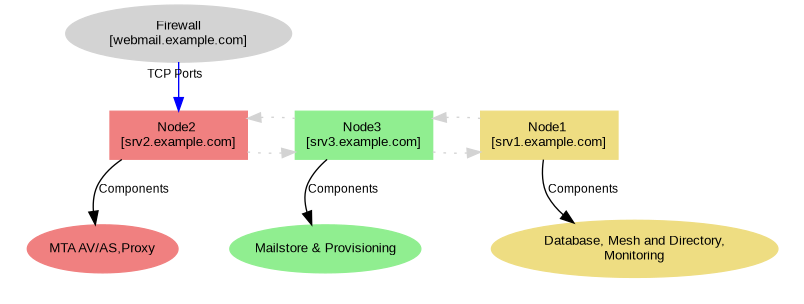 Firewall
[webmail.example.com]
TCP Ports
Node2
[srv2.example.com]
Node3
[srv3.example.com]
Node1
[srv1.example.com]
Components
Components
Components
MTA AV/AS,Proxy
Mailstore & Provisioning
Database, Mesh and Directory,
Monitoring